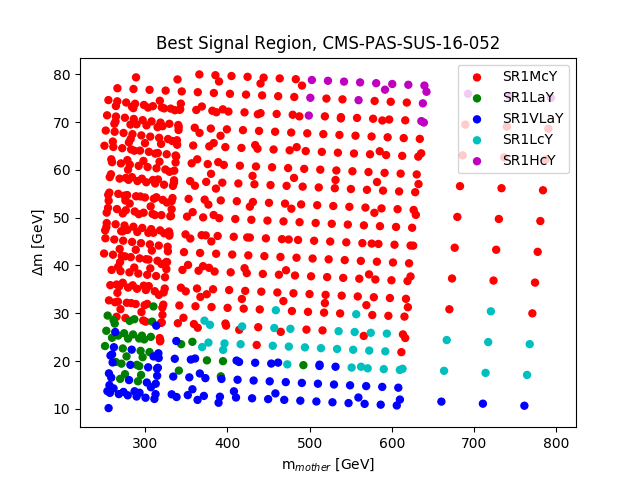 Best Signal Region, CMS-PAS-SUS-16-052
80
70
60
50
40
30
20
10
Δm [GeV]
SR1McY
SR1LaY
SR1VLaY
SR1LcY
SR1HcY
300
400
500
600
700
800
m_mother [GeV]